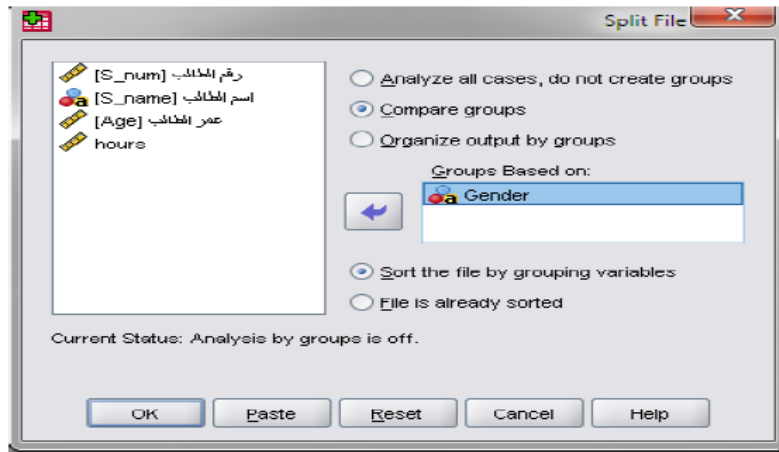 Split File
رقم الطالب [S_num]
اسم الطالب [S_name]
عمر الطالب [Age]
hours
Analyze all cases, do not create groups
Compare groups
Organize output by groups
Groups Based on:
Gender
Sort the file by grouping variables
File is already sorted
Current Status: Analysis by groups is off.
OK Paste Reset Cancel Help